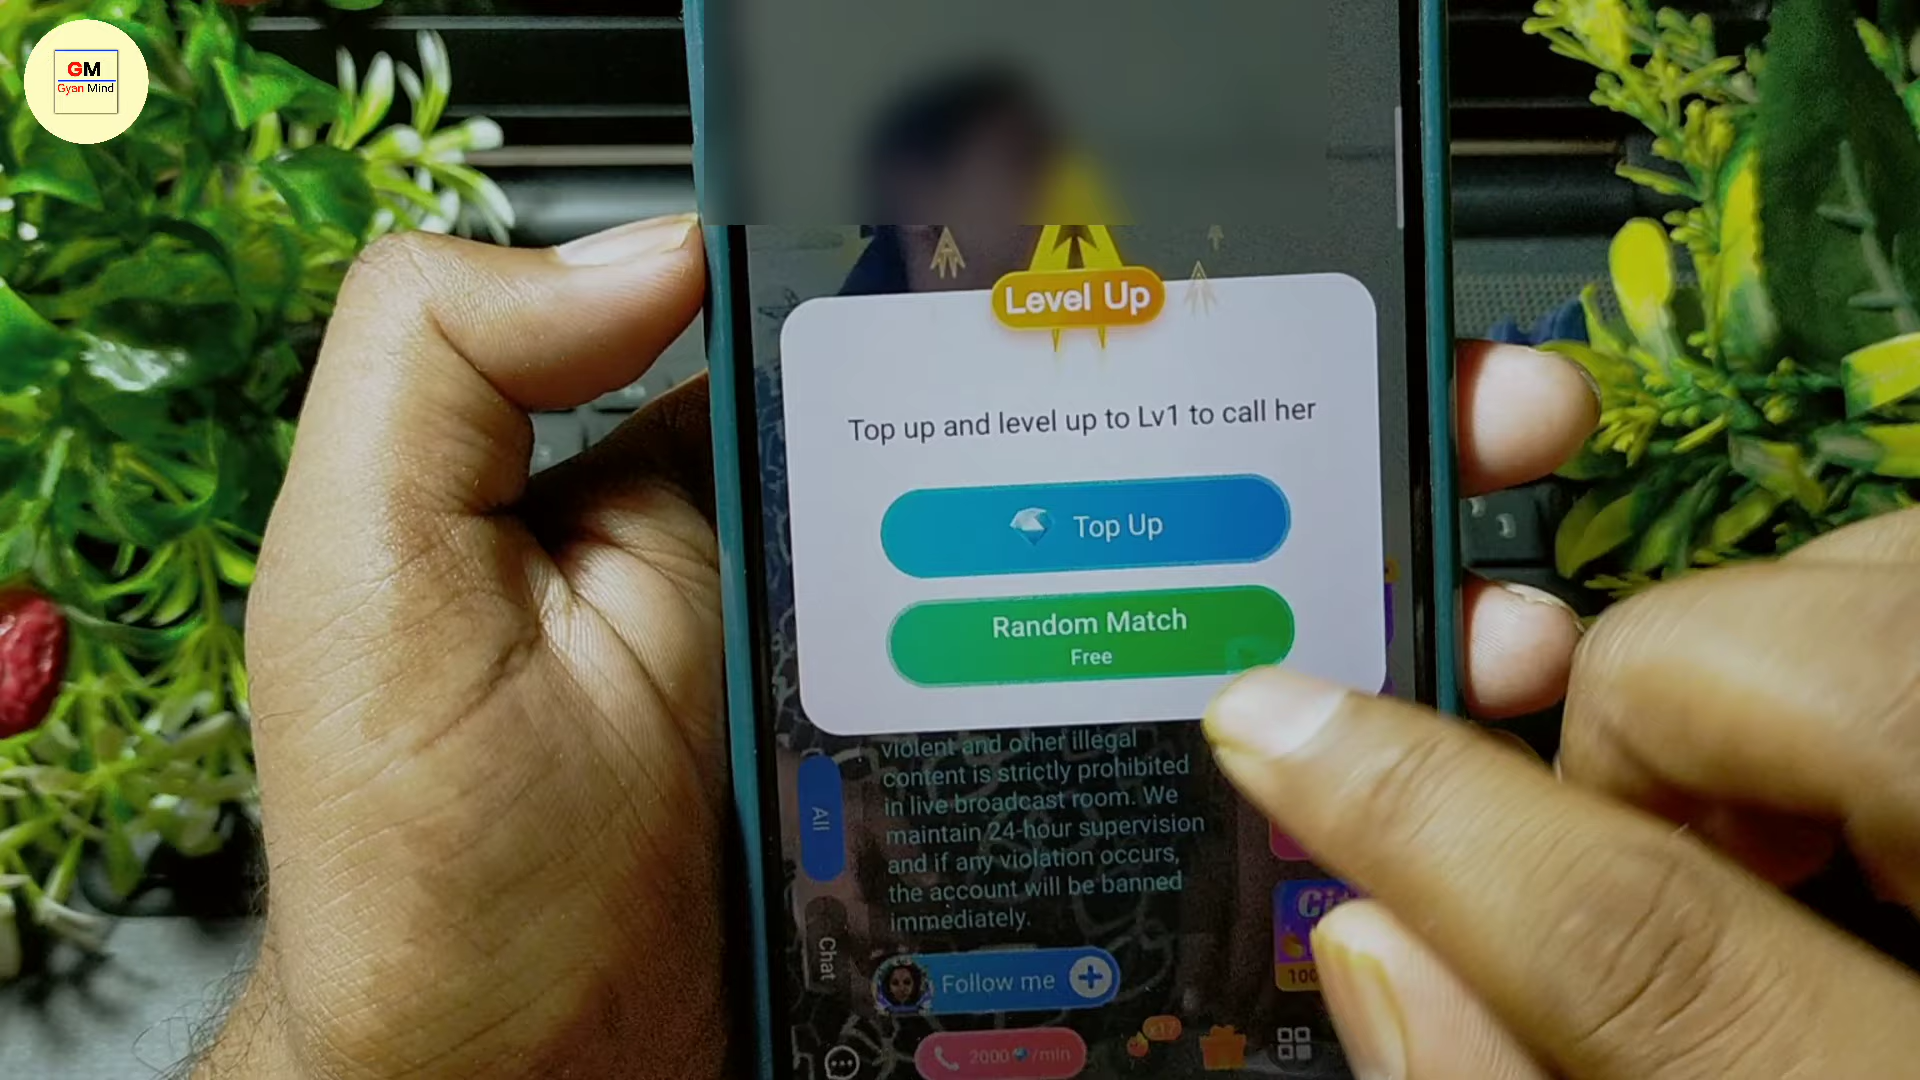 GM
Gyan Mind
Level Up
Top up and level up to Lv1 to call her
Top Up
Random Match
Free
violent and other illegal
content is strictly prohibited
in live broadcast room. We
maintain 24-hour supervision
and if any violation occurs,
the account will be banned
immediately.
All
Chat
Follow me
2000 /min